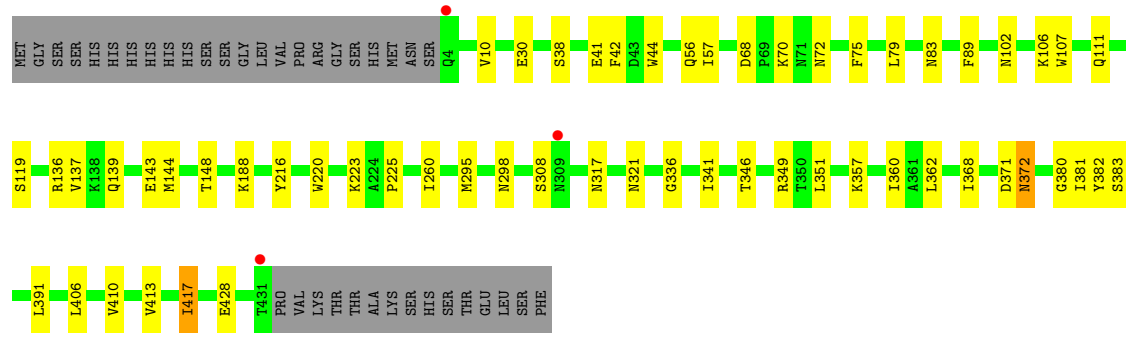 MET GLY SER SER HIS HIS HIS HIS HIS HIS SER SER GLY LEU VAL PRO ARG GLY SER HIS MET ASN SER Q4 V10 E30 S38 E41 F42 D43 W44 Q56 I57 D68 P69 K70 N71 N72 F75 L79 N83 F89 N102 K106 W107 Q111
S119 R136 V137 K138 Q139 E143 M144 T148 K188 Y216 W220 K223 A224 P225 I260 M295 N298 S308 N309 N317 N321 G336 I341 T346 R349 T350 L351 K357 I360 A361 L362 I368 D371 N372 G380 I381 Y382 S383
L391 L406 V410 V413 I417 E428 T431 PRO VAL LYS THR THR ALA LYS SER HIS SER THR GLU LEU SER PHE